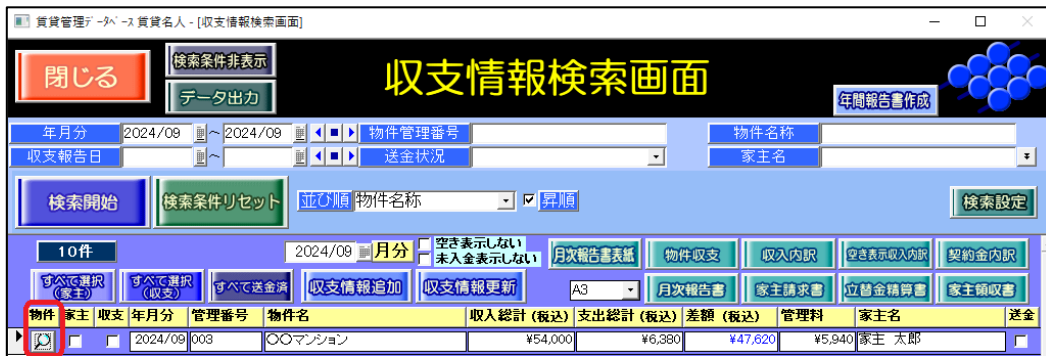 賃貸管理ﾃﾞｰﾀﾍﾞｰｽ 賃貸名人 - [収支情報検索画面]
閉じる 検索条件非表示 収支情報検索画面
データ出力 年間報告書作成
年月分 2024/09 ～ 2024/09 物件管理番号 物件名称
収支報告日 ～ 送金状況 家主名
検索開始 検索条件リセット 並び順 物件名称 昇順 検索設定
10件 2024/09 月分 空き表示しない 未入金表示しない 月次報告書表紙 物件収支 収入内訳 空き表示収入内訳 契約金内訳
すべて選択(家主) すべて選択(収支) すべて送金済 収支情報追加 収支情報更新 A3 月次報告書 家主請求書 立替金精算書 家主領収書
物件 家主 収支 年月分 管理番号 物件名 収入総計 (税込) 支出総計 (税込) 差額 (税込) 管理料 家主名 送金
2024/09 003 〇〇マンション ¥54,000 ¥6,380 ¥47,620 ¥5,940 家主 太郎